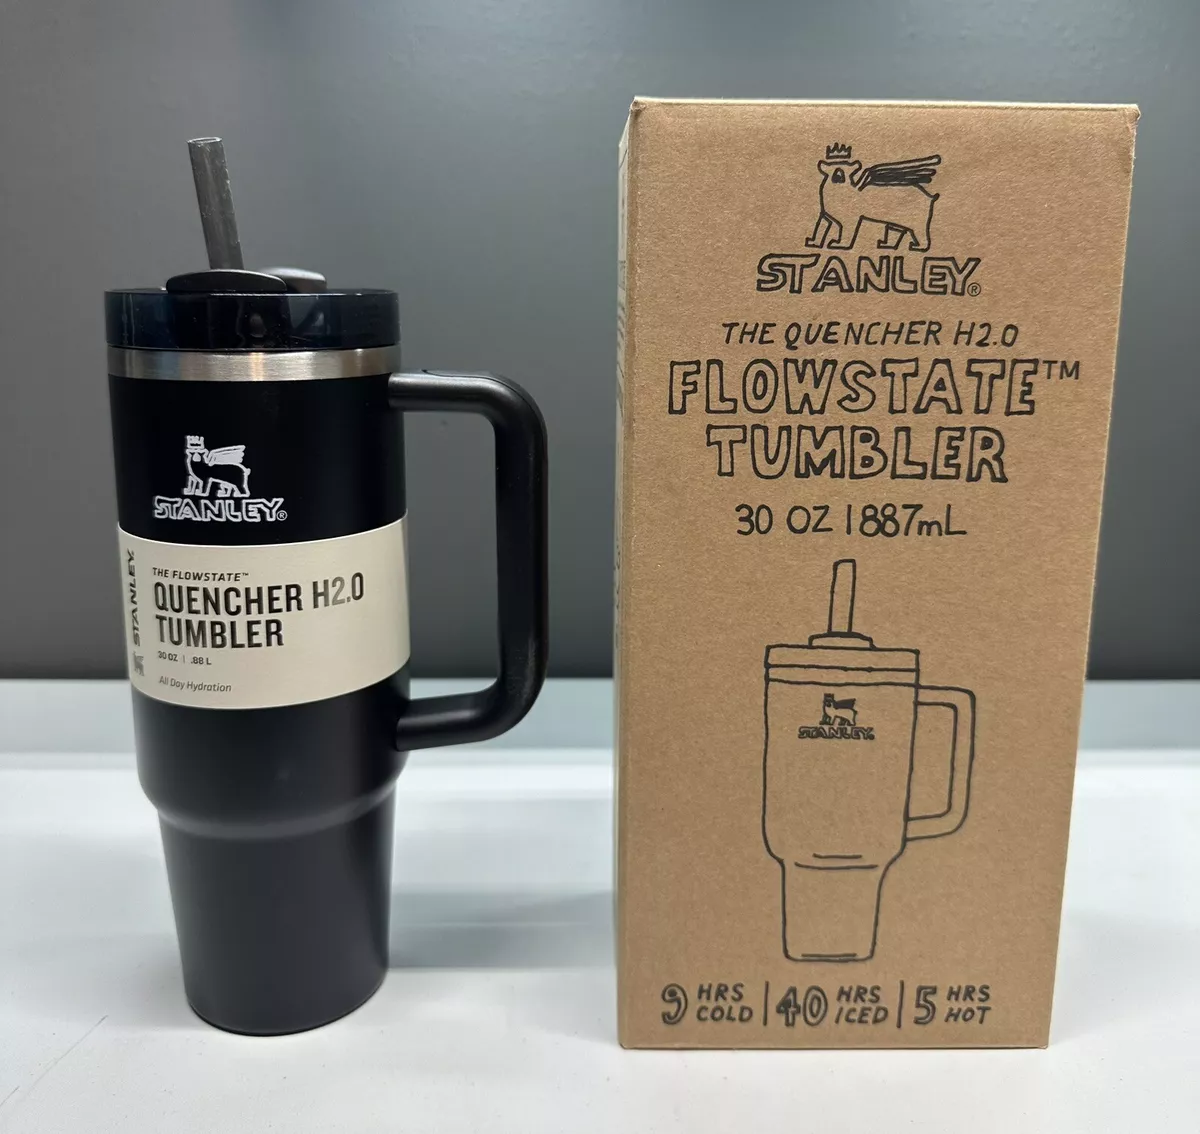 STANLEY®
STANLEY
THE FLOWSTATE™
QUENCHER H2.0
TUMBLER
30 OZ | .88 L
All Day Hydration
STANLEY®
THE QUENCHER H2.0
FLOWSTATE™
TUMBLER
30 OZ | 887mL
STANLEY®
9 HRS COLD | 40 HRS ICED | 5 HRS HOT